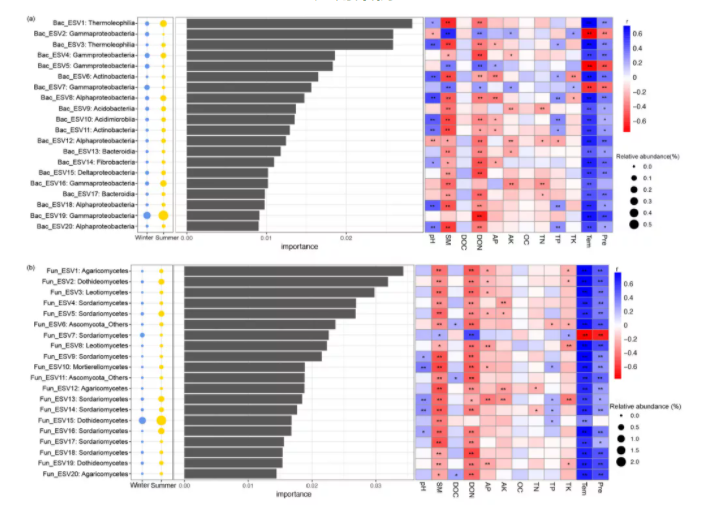 (a)
Bac_ESV1: Thermoleophilia
Bac_ESV2: Gammaproteobacteria
Bac_ESV3: Thermoleophilia
Bac_ESV4: Gammaproteobacteria
Bac_ESV5: Gammproteobacteria
Bac_ESV6: Actinobacteria
Bac_ESV7: Gammaproteobacteria
Bac_ESV8: Alphaproteobacteria
Bac_ESV9: Acidobacteriia
Bac_ESV10: Acidimicrobiia
Bac_ESV11: Actinobacteria
Bac_ESV12: Alphaproteobacteria
Bac_ESV13: Bacteroidia
Bac_ESV14: Fibrobacteria
Bac_ESV15: Deltaproteobacteria
Bac_ESV16: Gammaproteobacteria
Bac_ESV17: Bacteroidia
Bac_ESV18: Alphaproteobacteria
Bac_ESV19: Gammaproteobacteria
Bac_ESV20: Alphaproteobacteria
Winter Summer 0.00 0.01 0.02
importance
pH SM DOC DON AP AK OC TN TP TK Tem Pre
r
0.6
0.4
0.2
0
-0.2
-0.4
-0.6
Relative abundance(%)
0.0
0.1
0.2
0.3
0.4
0.5
(b)
Fun_ESV1: Agaricomycetes
Fun_ESV2: Dothideomycetes
Fun_ESV3: Leotiomycetes
Fun_ESV4: Sordariomycetes
Fun_ESV5: Sordariomycetes
Fun_ESV6: Ascomycota_Others
Fun_ESV7: Sordariomycetes
Fun_ESV8: Leotiomycetes
Fun_ESV9: Sordariomycetes
Fun_ESV10: Mortierellomycetes
Fun_ESV11: Ascomycota_Others
Fun_ESV12: Agaricomycetes
Fun_ESV13: Sordariomycetes
Fun_ESV14: Sordariomycetes
Fun_ESV15: Dothideomycetes
Fun_ESV16: Sordariomycetes
Fun_ESV17: Sordariomycetes
Fun_ESV18: Sordariomycetes
Fun_ESV19: Dothideomycetes
Fun_ESV20: Agaricomycetes
Winter Summer 0.00 0.01 0.02 0.03
importance
pH SM DOC DON AP AK OC TN TP TK Tem Pre
r
0.6
0.4
0.2
0
-0.2
-0.4
-0.6
Relative abundance (%)
0.0
0.5
1.0
1.5
2.0